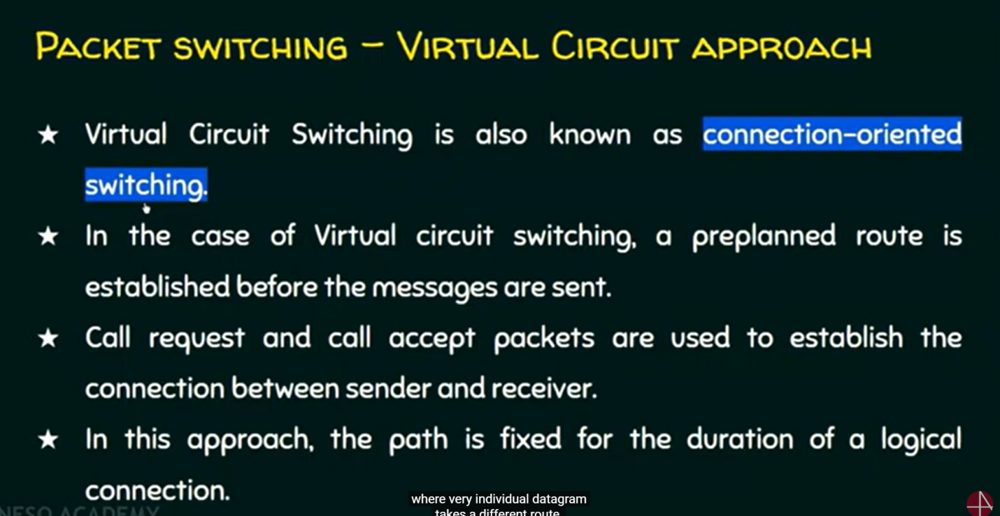 PACKET SWITCHING – VIRTUAL CIRCUIT APPROACH
★ Virtual Circuit Switching is also known as connection-oriented
switching.
★ In the case of Virtual circuit switching, a preplanned route is
established before the messages are sent.
★ Call request and call accept packets are used to establish the
connection between sender and receiver.
★ In this approach, the path is fixed for the duration of a logical
connection.
where very individual datagram
takes a different route
NESO ACADEMY